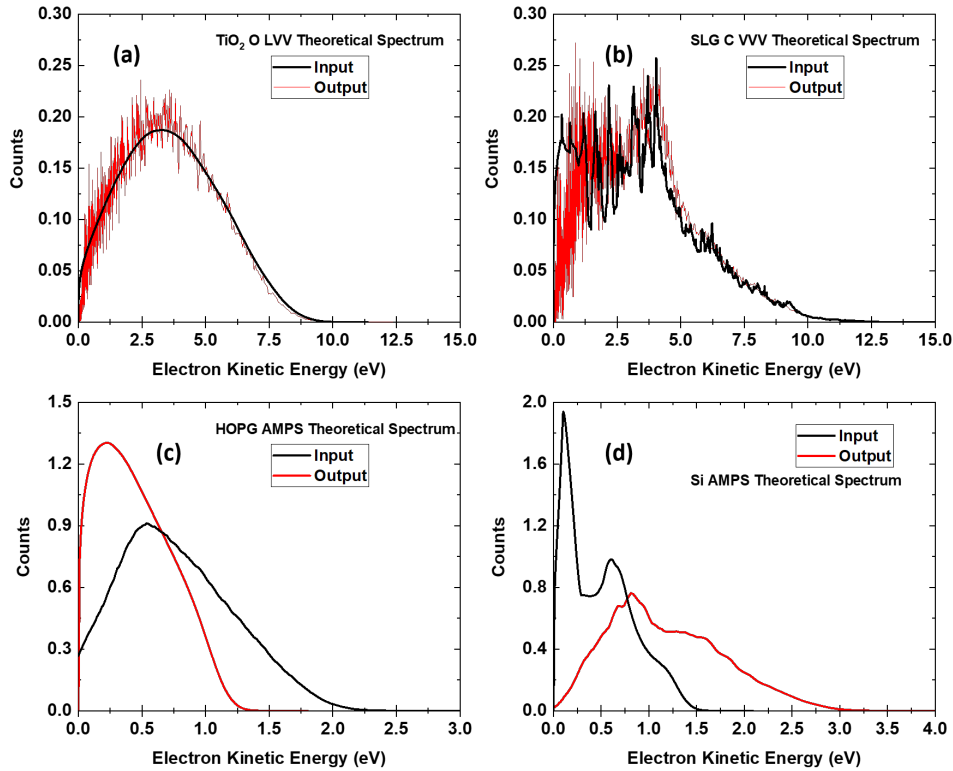 0.30
0.25
0.20
0.15
0.10
0.05
0.00
Counts
(a)
TiO₂ O LVV Theoretical Spectrum
Input
Output
0.0 2.5 5.0 7.5 10.0 12.5 15.0
Electron Kinetic Energy (eV)
0.30
0.25
0.20
0.15
0.10
0.05
0.00
Counts
(b)
SLG C VVV Theoretical Spectrum
Input
Output
0.0 2.5 5.0 7.5 10.0 12.5 15.0
Electron Kinetic Energy (eV)
1.5
1.2
0.9
0.6
0.3
0.0
Counts
HOPG AMPS Theoretical Spectrum
(c)
Input
Output
0.0 0.5 1.0 1.5 2.0 2.5 3.0
Electron Kinetic Energy (eV)
2.0
1.6
1.2
0.8
0.4
0.0
Counts
(d)
Input
Output
Si AMPS Theoretical Spectrum
0.0 0.5 1.0 1.5 2.0 2.5 3.0 3.5 4.0
Electron Kinetic Energy (eV)